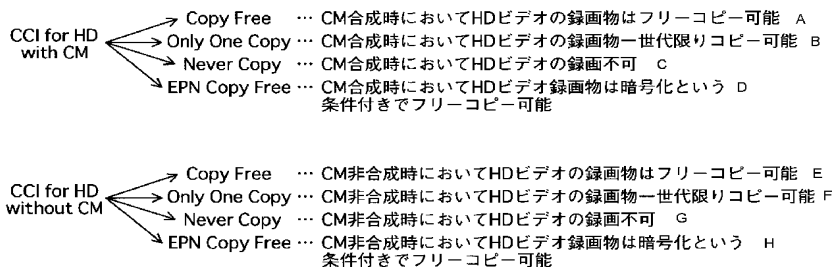 CCI for HD
with CM
Copy Free … CM合成時においてHDビデオの録画物はフリーコピー可能 A
Only One Copy … CM合成時においてHDビデオの録画物一世代限りコピー可能 B
Never Copy … CM合成時においてHDビデオの録画不可 C
EPN Copy Free … CM合成時においてHDビデオ録画物は暗号化という D
条件付きでフリーコピー可能
CCI for HD
without CM
Copy Free … CM非合成時においてHDビデオの録画物はフリーコピー可能 E
Only One Copy … CM非合成時においてHDビデオの録画物一世代限りコピー可能 F
Never Copy … CM非合成時においてHDビデオの録画不可 G
EPN Copy Free … CM非合成時においてHDビデオ録画物は暗号化という H
条件付きでフリーコピー可能